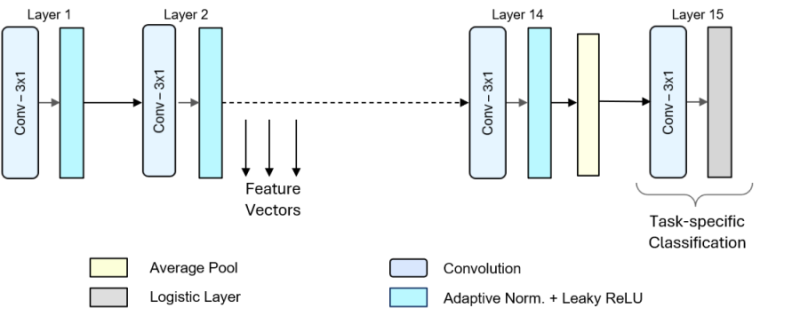 Layer 1
Layer 2
Layer 14
Layer 15
Conv – 3x1
Conv – 3x1
Conv – 3x1
Conv – 3x1
Feature
Vectors
Task-specific
Classification
Average Pool
Convolution
Logistic Layer
Adaptive Norm. + Leaky ReLU